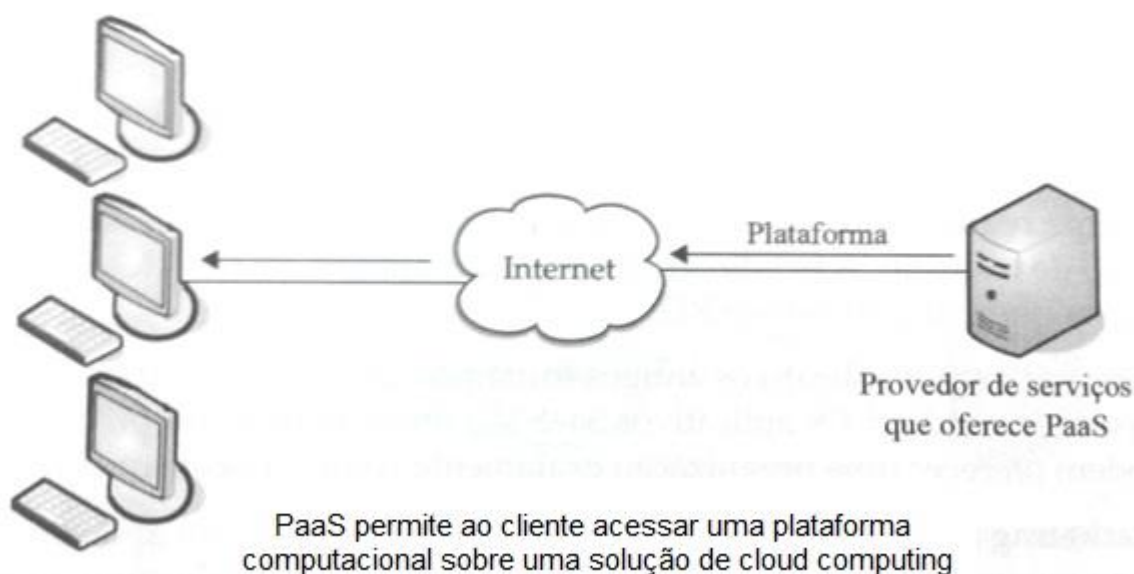 Plataforma
Internet
Provedor de serviços
que oferece PaaS
PaaS permite ao cliente acessar uma plataforma
computacional sobre uma solução de cloud computing